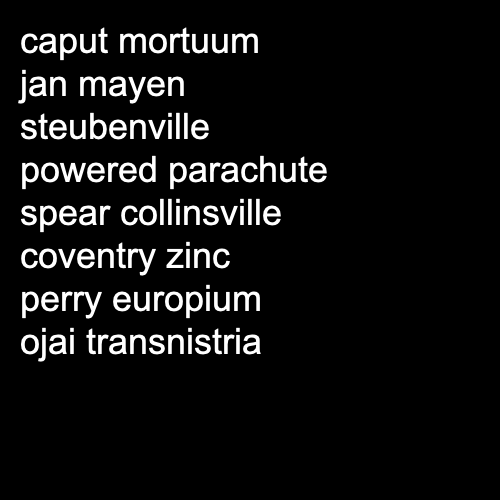 caput mortuum
jan mayen
steubenville
powered parachute
spear collinsville
coventry zinc
perry europium
ojai transnistria